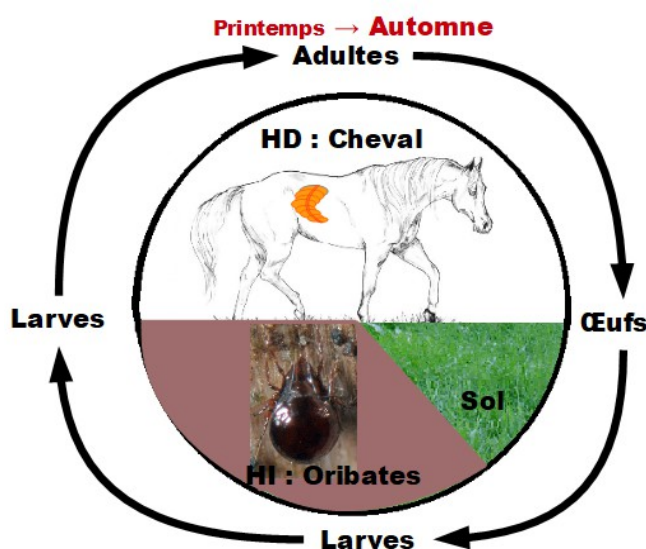 Printemps → Automne
Adultes
HD : Cheval
Larves
Œufs
Sol
HI : Oribates
Larves